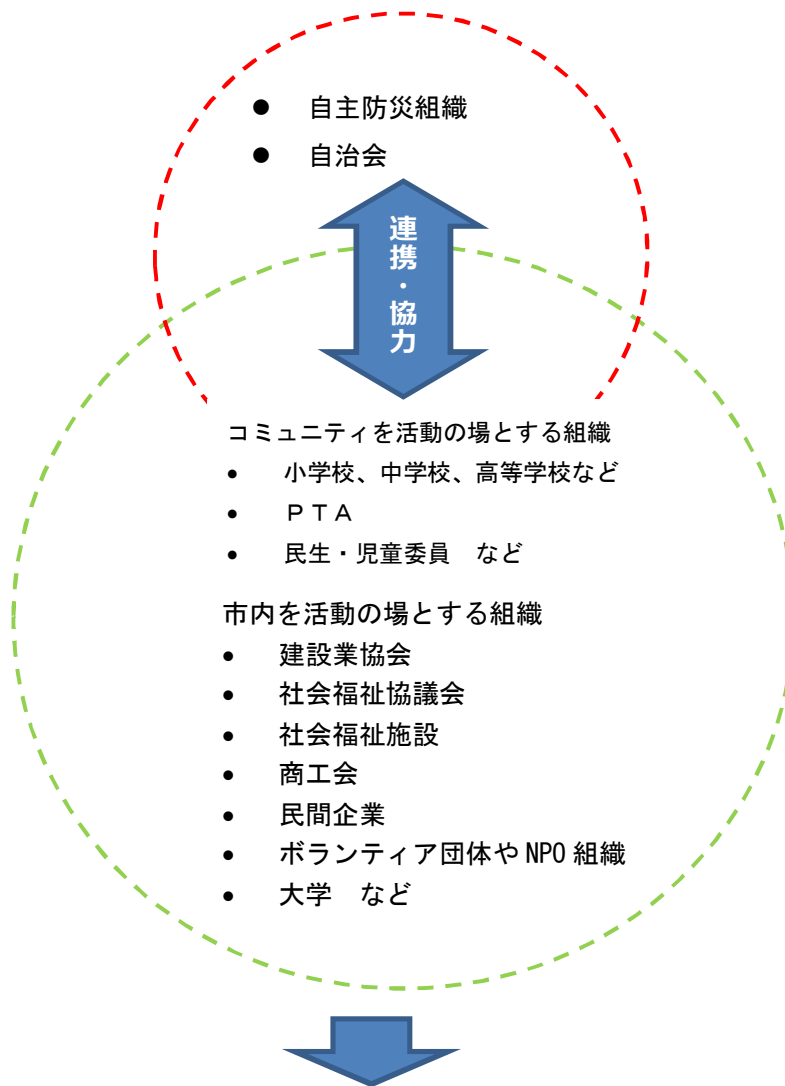 ● 自主防災組織
● 自治会
連携・協力
コミュニティを活動の場とする組織
• 小学校、中学校、高等学校など
• ＰＴＡ
• 民生・児童委員　など
市内を活動の場とする組織
• 建設業協会
• 社会福祉協議会
• 社会福祉施設
• 商工会
• 民間企業
• ボランティア団体や NPO 組織
• 大学　など